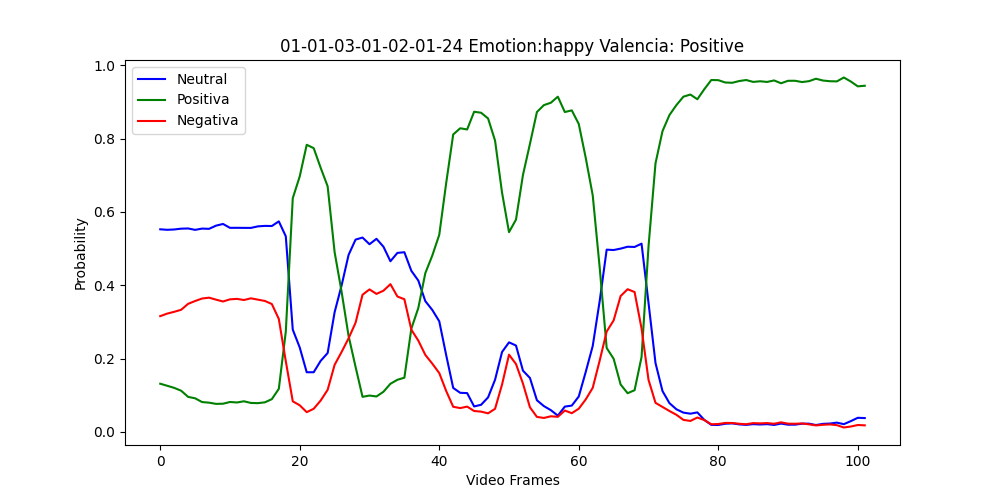 01-01-03-01-02-01-24 Emotion:happy Valencia: Positive
Neutral
Positiva
Negativa
1.0
0.8
0.6
0.4
0.2
0.0
Probability
0
20
40
60
80
100
Video Frames